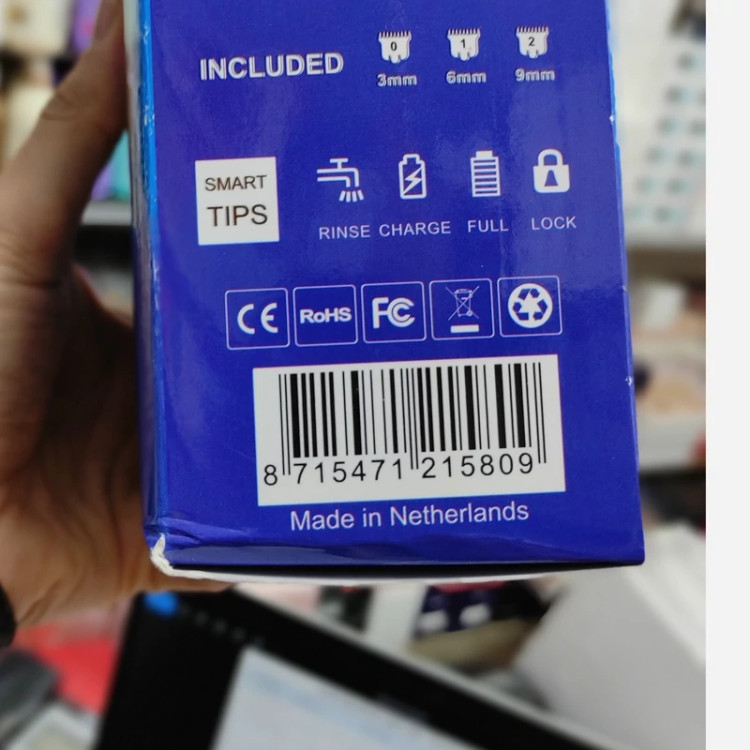 INCLUDED
0 1 2
3mm 6mm 9mm
SMART
TIPS
RINSE CHARGE FULL LOCK
CE RoHS FC
8 715471 215809
Made in Netherlands